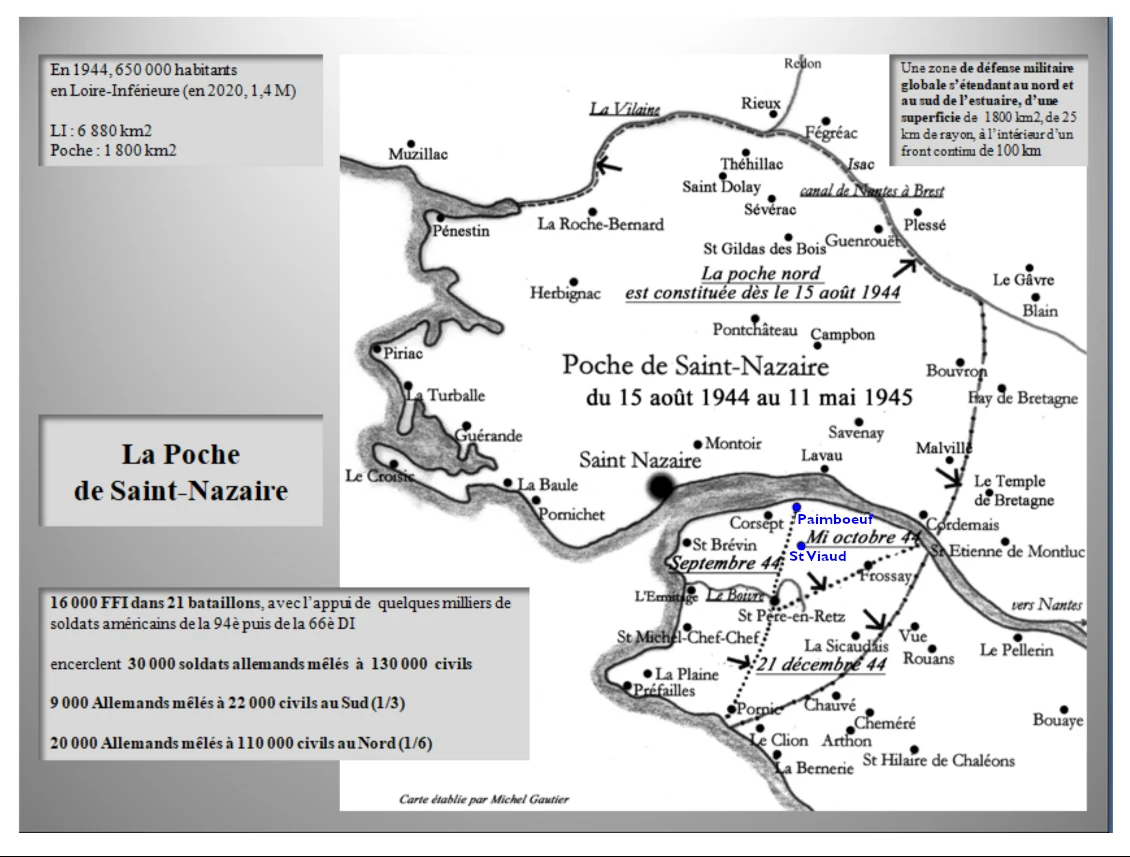 En 1944, 650 000 habitants
en Loire-Inférieure (en 2020, 1,4 M)
LI : 6 880 km2
Poche : 1 800 km2
Une zone de défense militaire
globale s'étendant au nord et
au sud de l'estuaire, d'une
superficie de 1800 km2, de 25
km de rayon, à l'intérieur d'un
front continu de 100 km
Redon
La Vilaine
Rieux
Fégréac
Muzillac
Théhillac
Isac
Saint Dolay
canal de Nantes à Brest
Sévérac
Pénestin
La Roche-Bernard
Plessé
St Gildas des Bois
Guenrouët
La poche nord
est constituée dès le 15 août 1944
Le Gâvre
Herbignac
Blain
Pontchâteau
Campbon
Piriac
Poche de Saint-Nazaire
du 15 août 1944 au 11 mai 1945
Bouvron
Fay de Bretagne
La Turballe
Guérande
Savenay
Montoir
Malville
Saint Nazaire
Lavau
Le Croisic
La Baule
Le Temple
de Bretagne
Pornichet
Corsept
Paimboeuf
Cordemais
St Brévin
Mi octobre 44
St Viaud
St Etienne de Montluc
Septembre 44
Frossay
L'Ermitage
Le Boivre
St Père-en-Retz
vers Nantes
St Michel-Chef-Chef
La Sicaudais
Vue
Rouans
Le Pellerin
21 décembre 44
La Plaine
Préfailles
Pornic
Chauvé
Cheméré
Bouaye
Le Clion
Arthon
La Bernerie
St Hilaire de Chaléons
Carte établie par Michel Gautier
La Poche
de Saint-Nazaire
16 000 FFI dans 21 bataillons, avec l'appui de quelques milliers de
soldats américains de la 94è puis de la 66è DI
encerclent 30 000 soldats allemands mêlés à 130 000 civils
9 000 Allemands mêlés à 22 000 civils au Sud (1/3)
20 000 Allemands mêlés à 110 000 civils au Nord (1/6)